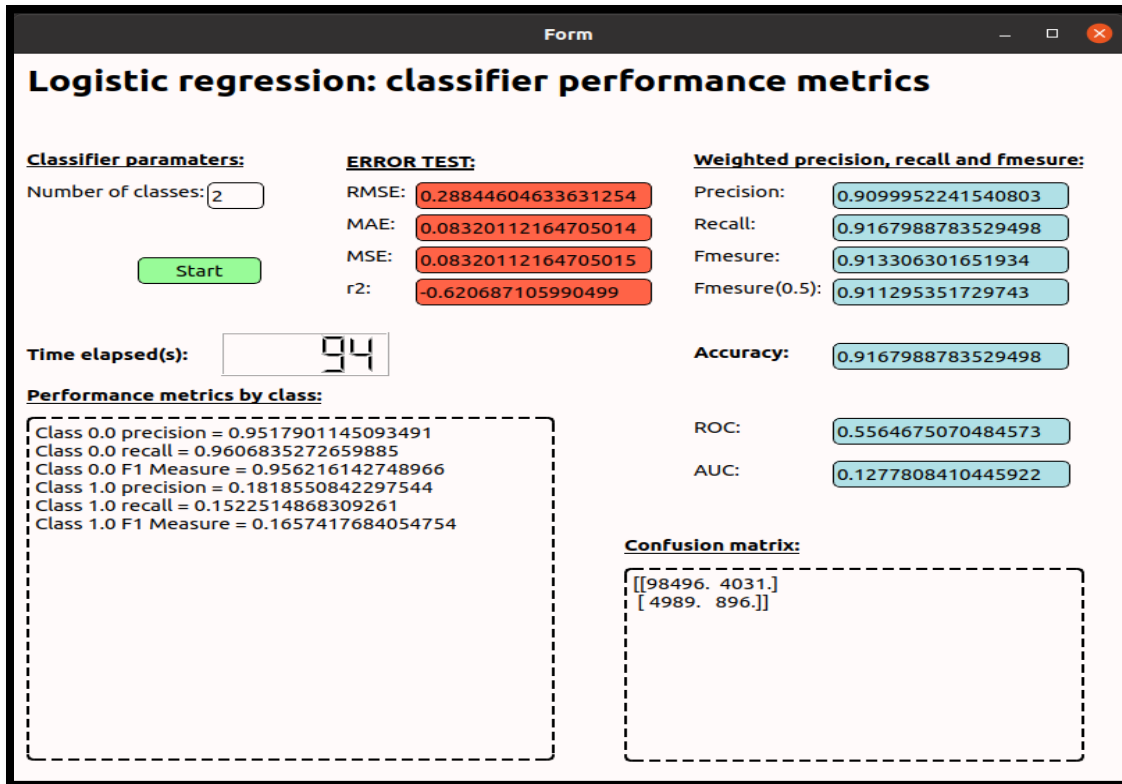 Form
Logistic regression: classifier performance metrics
Classifier paramaters:
Number of classes: 2
Start
Time elapsed(s): 94
ERROR TEST:
RMSE: 0.28844604633631254
MAE: 0.08320112164705014
MSE: 0.08320112164705015
r2: -0.620687105990499
Weighted precision, recall and fmesure:
Precision: 0.9099952241540803
Recall: 0.9167988783529498
Fmesure: 0.913306301651934
Fmesure(0.5): 0.911295351729743
Accuracy: 0.9167988783529498
ROC: 0.5564675070484573
AUC: 0.1277808410445922
Performance metrics by class:
Class 0.0 precision = 0.9517901145093491
Class 0.0 recall = 0.9606835272659885
Class 0.0 F1 Measure = 0.956216142748966
Class 1.0 precision = 0.1818550842297544
Class 1.0 recall = 0.1522514868309261
Class 1.0 F1 Measure = 0.1657417684054754
Confusion matrix:
[[98496. 4031.]
[ 4989. 896.]]